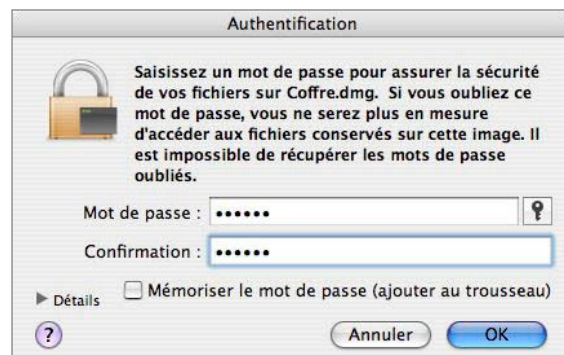 Authentification
Saisissez un mot de passe pour assurer la sécurité
de vos fichiers sur Coffre.dmg. Si vous oubliez ce
mot de passe, vous ne serez plus en mesure
d'accéder aux fichiers conservés sur cette image. Il
est impossible de récupérer les mots de passe
oubliés.
Mot de passe : ••••••
Confirmation : ••••••
Mémoriser le mot de passe (ajouter au trousseau)
Détails
? Annuler OK